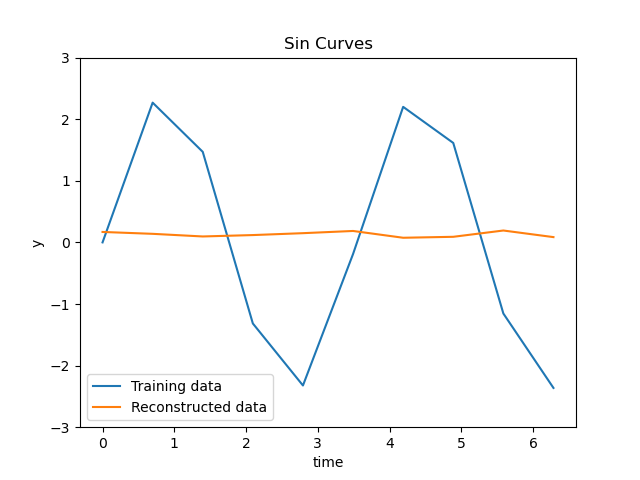 Sin Curves
3
2
1
0
−1
−2
−3
y
Training data
Reconstructed data
0 1 2 3 4 5 6
time